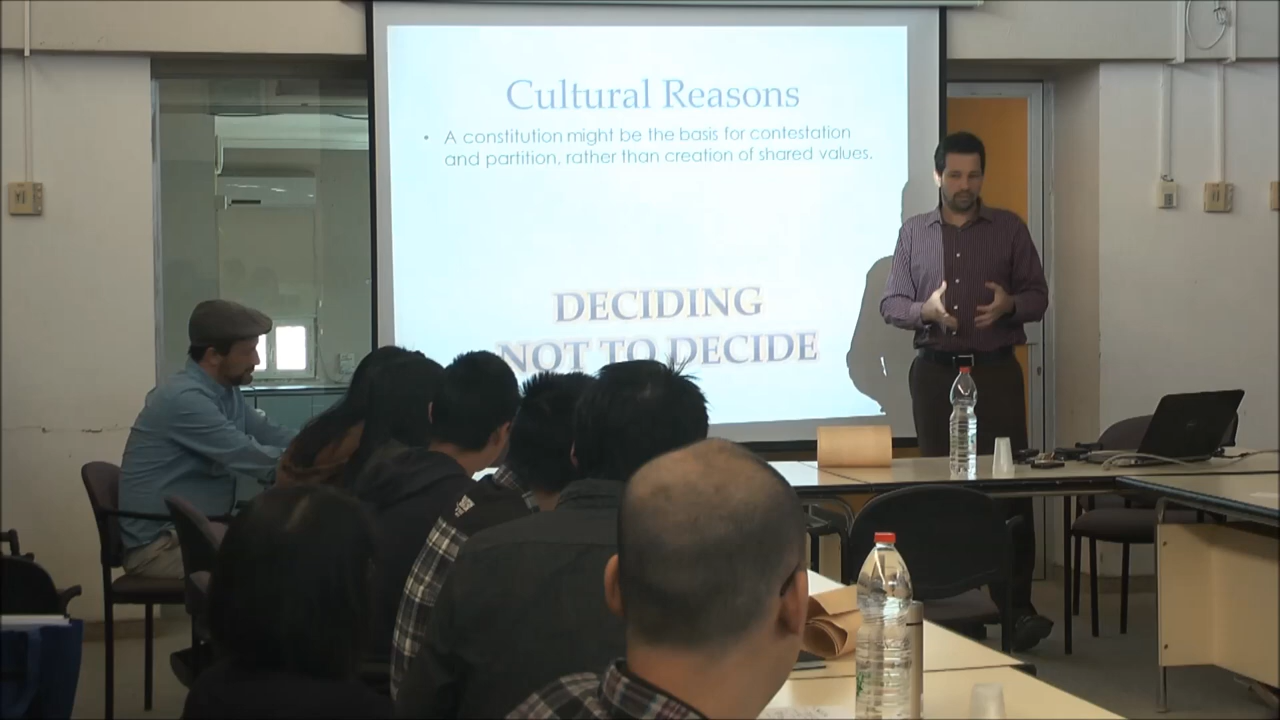 Cultural Reasons
• A constitution might be the basis for contestation
and partition, rather than creation of shared values.
DECIDING
NOT TO DECIDE